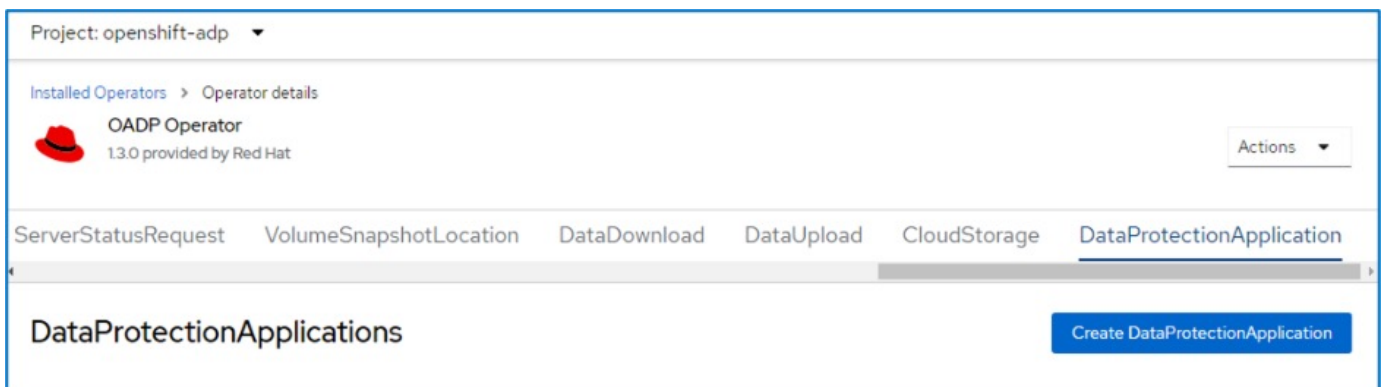 Project: openshift-adp
Installed Operators > Operator details
OADP Operator
1.3.0 provided by Red Hat
Actions
ServerStatusRequest VolumeSnapshotLocation DataDownload DataUpload CloudStorage DataProtectionApplication
DataProtectionApplications
Create DataProtectionApplication